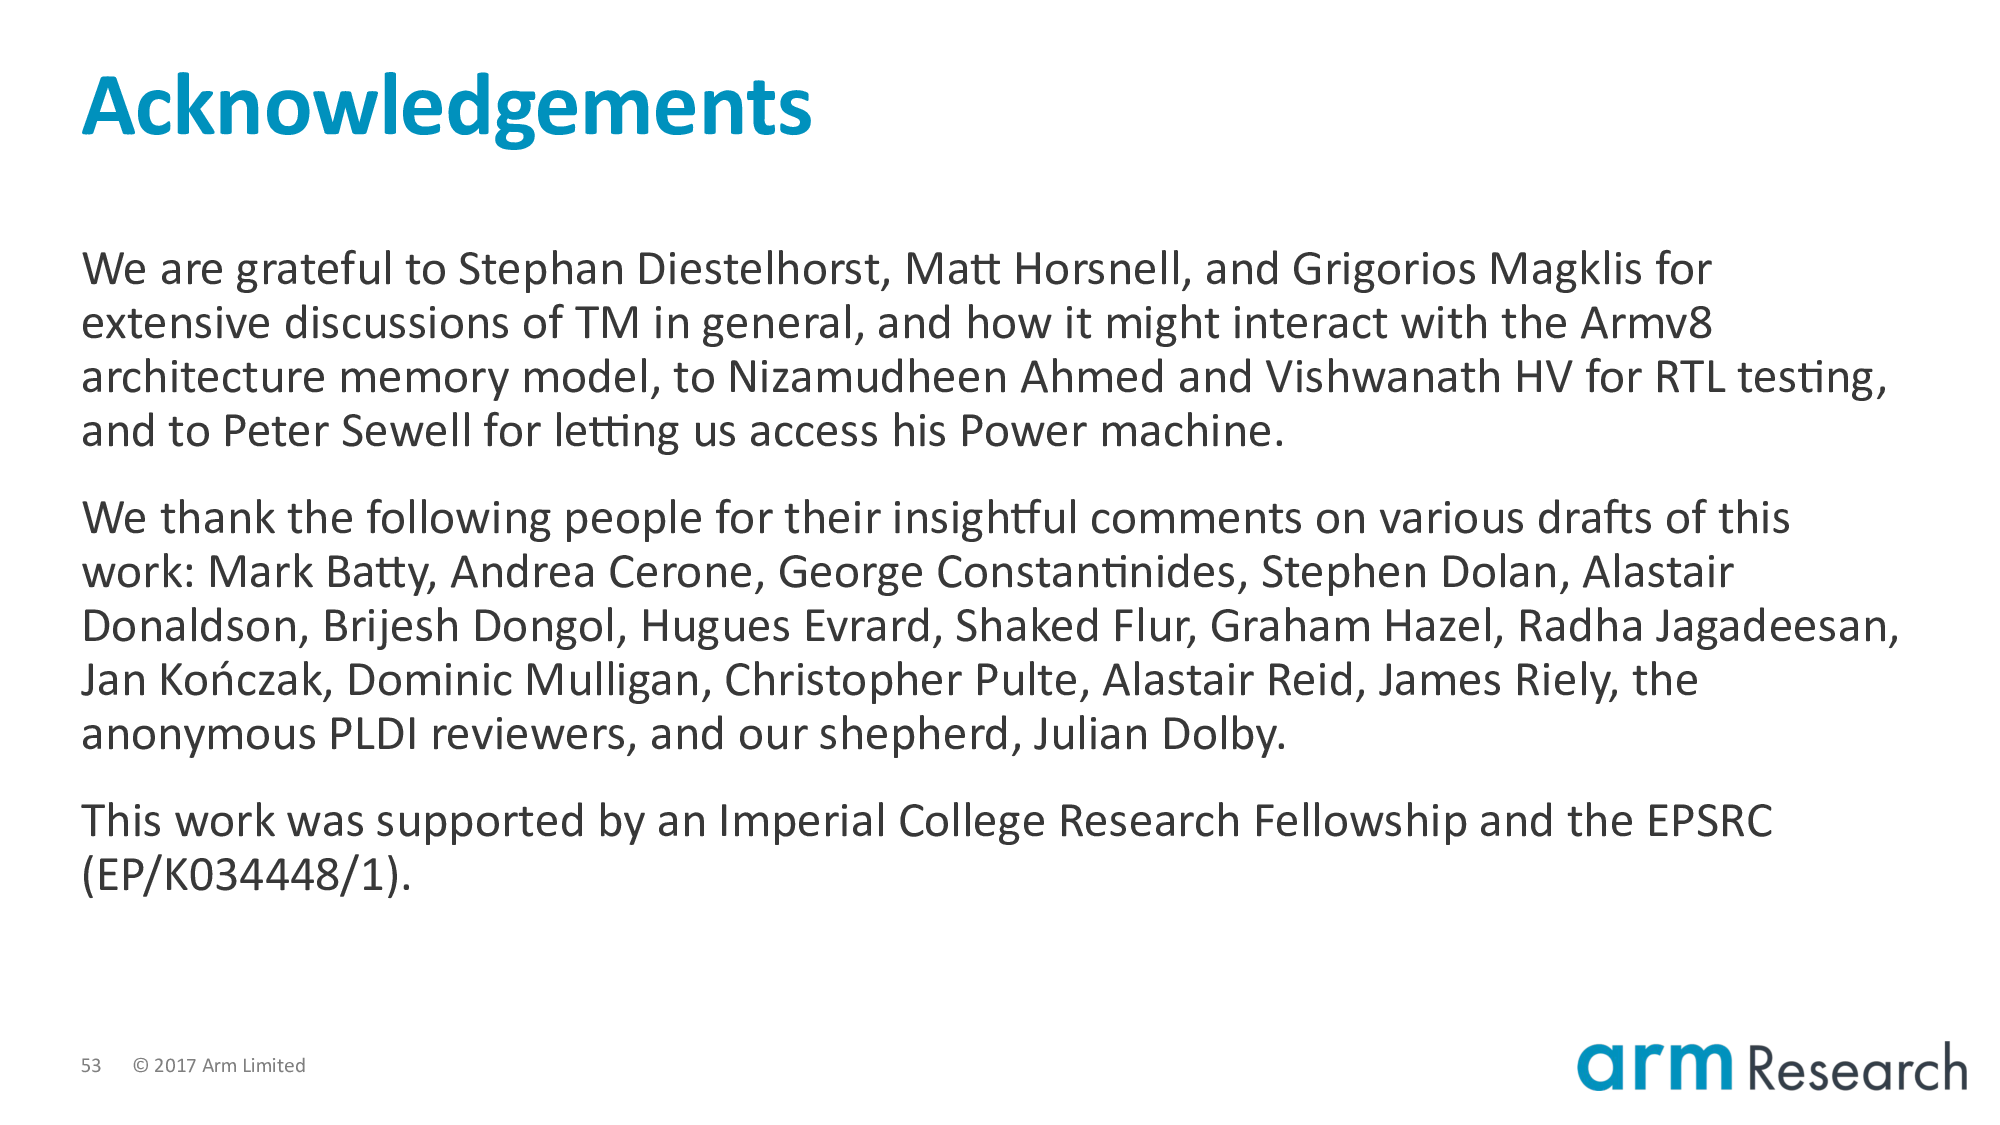 Acknowledgements
We are grateful to Stephan Diestelhorst, Matt Horsnell, and Grigorios Magklis for
extensive discussions of TM in general, and how it might interact with the Armv8
architecture memory model, to Nizamudheen Ahmed and Vishwanath HV for RTL testing,
and to Peter Sewell for letting us access his Power machine.
We thank the following people for their insightful comments on various drafts of this
work: Mark Batty, Andrea Cerone, George Constantinides, Stephen Dolan, Alastair
Donaldson, Brijesh Dongol, Hugues Evrard, Shaked Flur, Graham Hazel, Radha Jagadeesan,
Jan Kończak, Dominic Mulligan, Christopher Pulte, Alastair Reid, James Riely, the
anonymous PLDI reviewers, and our shepherd, Julian Dolby.
This work was supported by an Imperial College Research Fellowship and the EPSRC
(EP/K034448/1).
53 © 2017 Arm Limited
arm Research